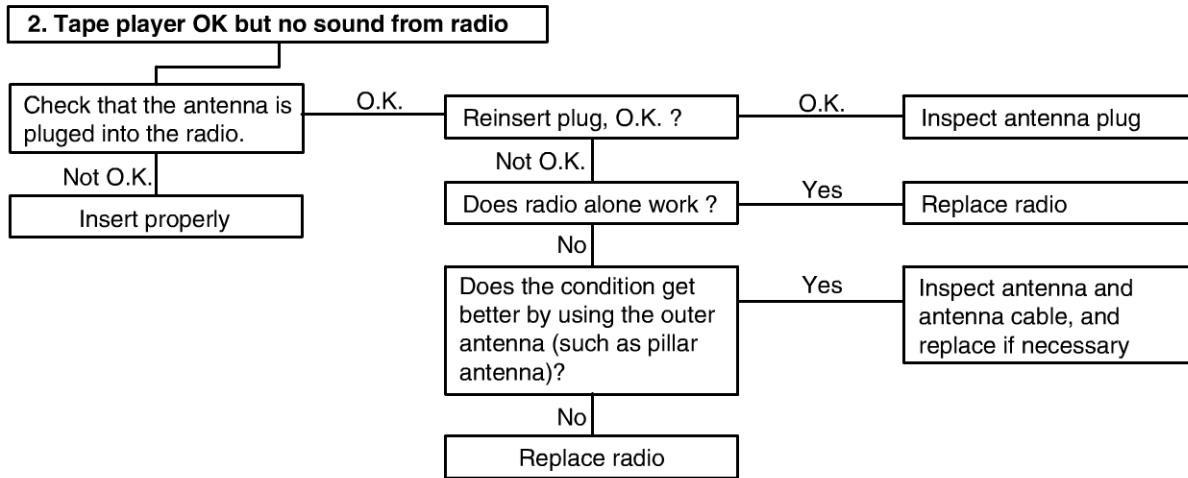 2. Tape player OK but no sound from radio
Check that the antenna is
pluged into the radio.
O.K.
Reinsert plug, O.K. ?
O.K.
Inspect antenna plug
Not O.K.
Insert properly
Not O.K.
Does radio alone work ?
Yes
Replace radio
No
Does the condition get
better by using the outer
antenna (such as pillar
antenna)?
Yes
Inspect antenna and
antenna cable, and
replace if necessary
No
Replace radio